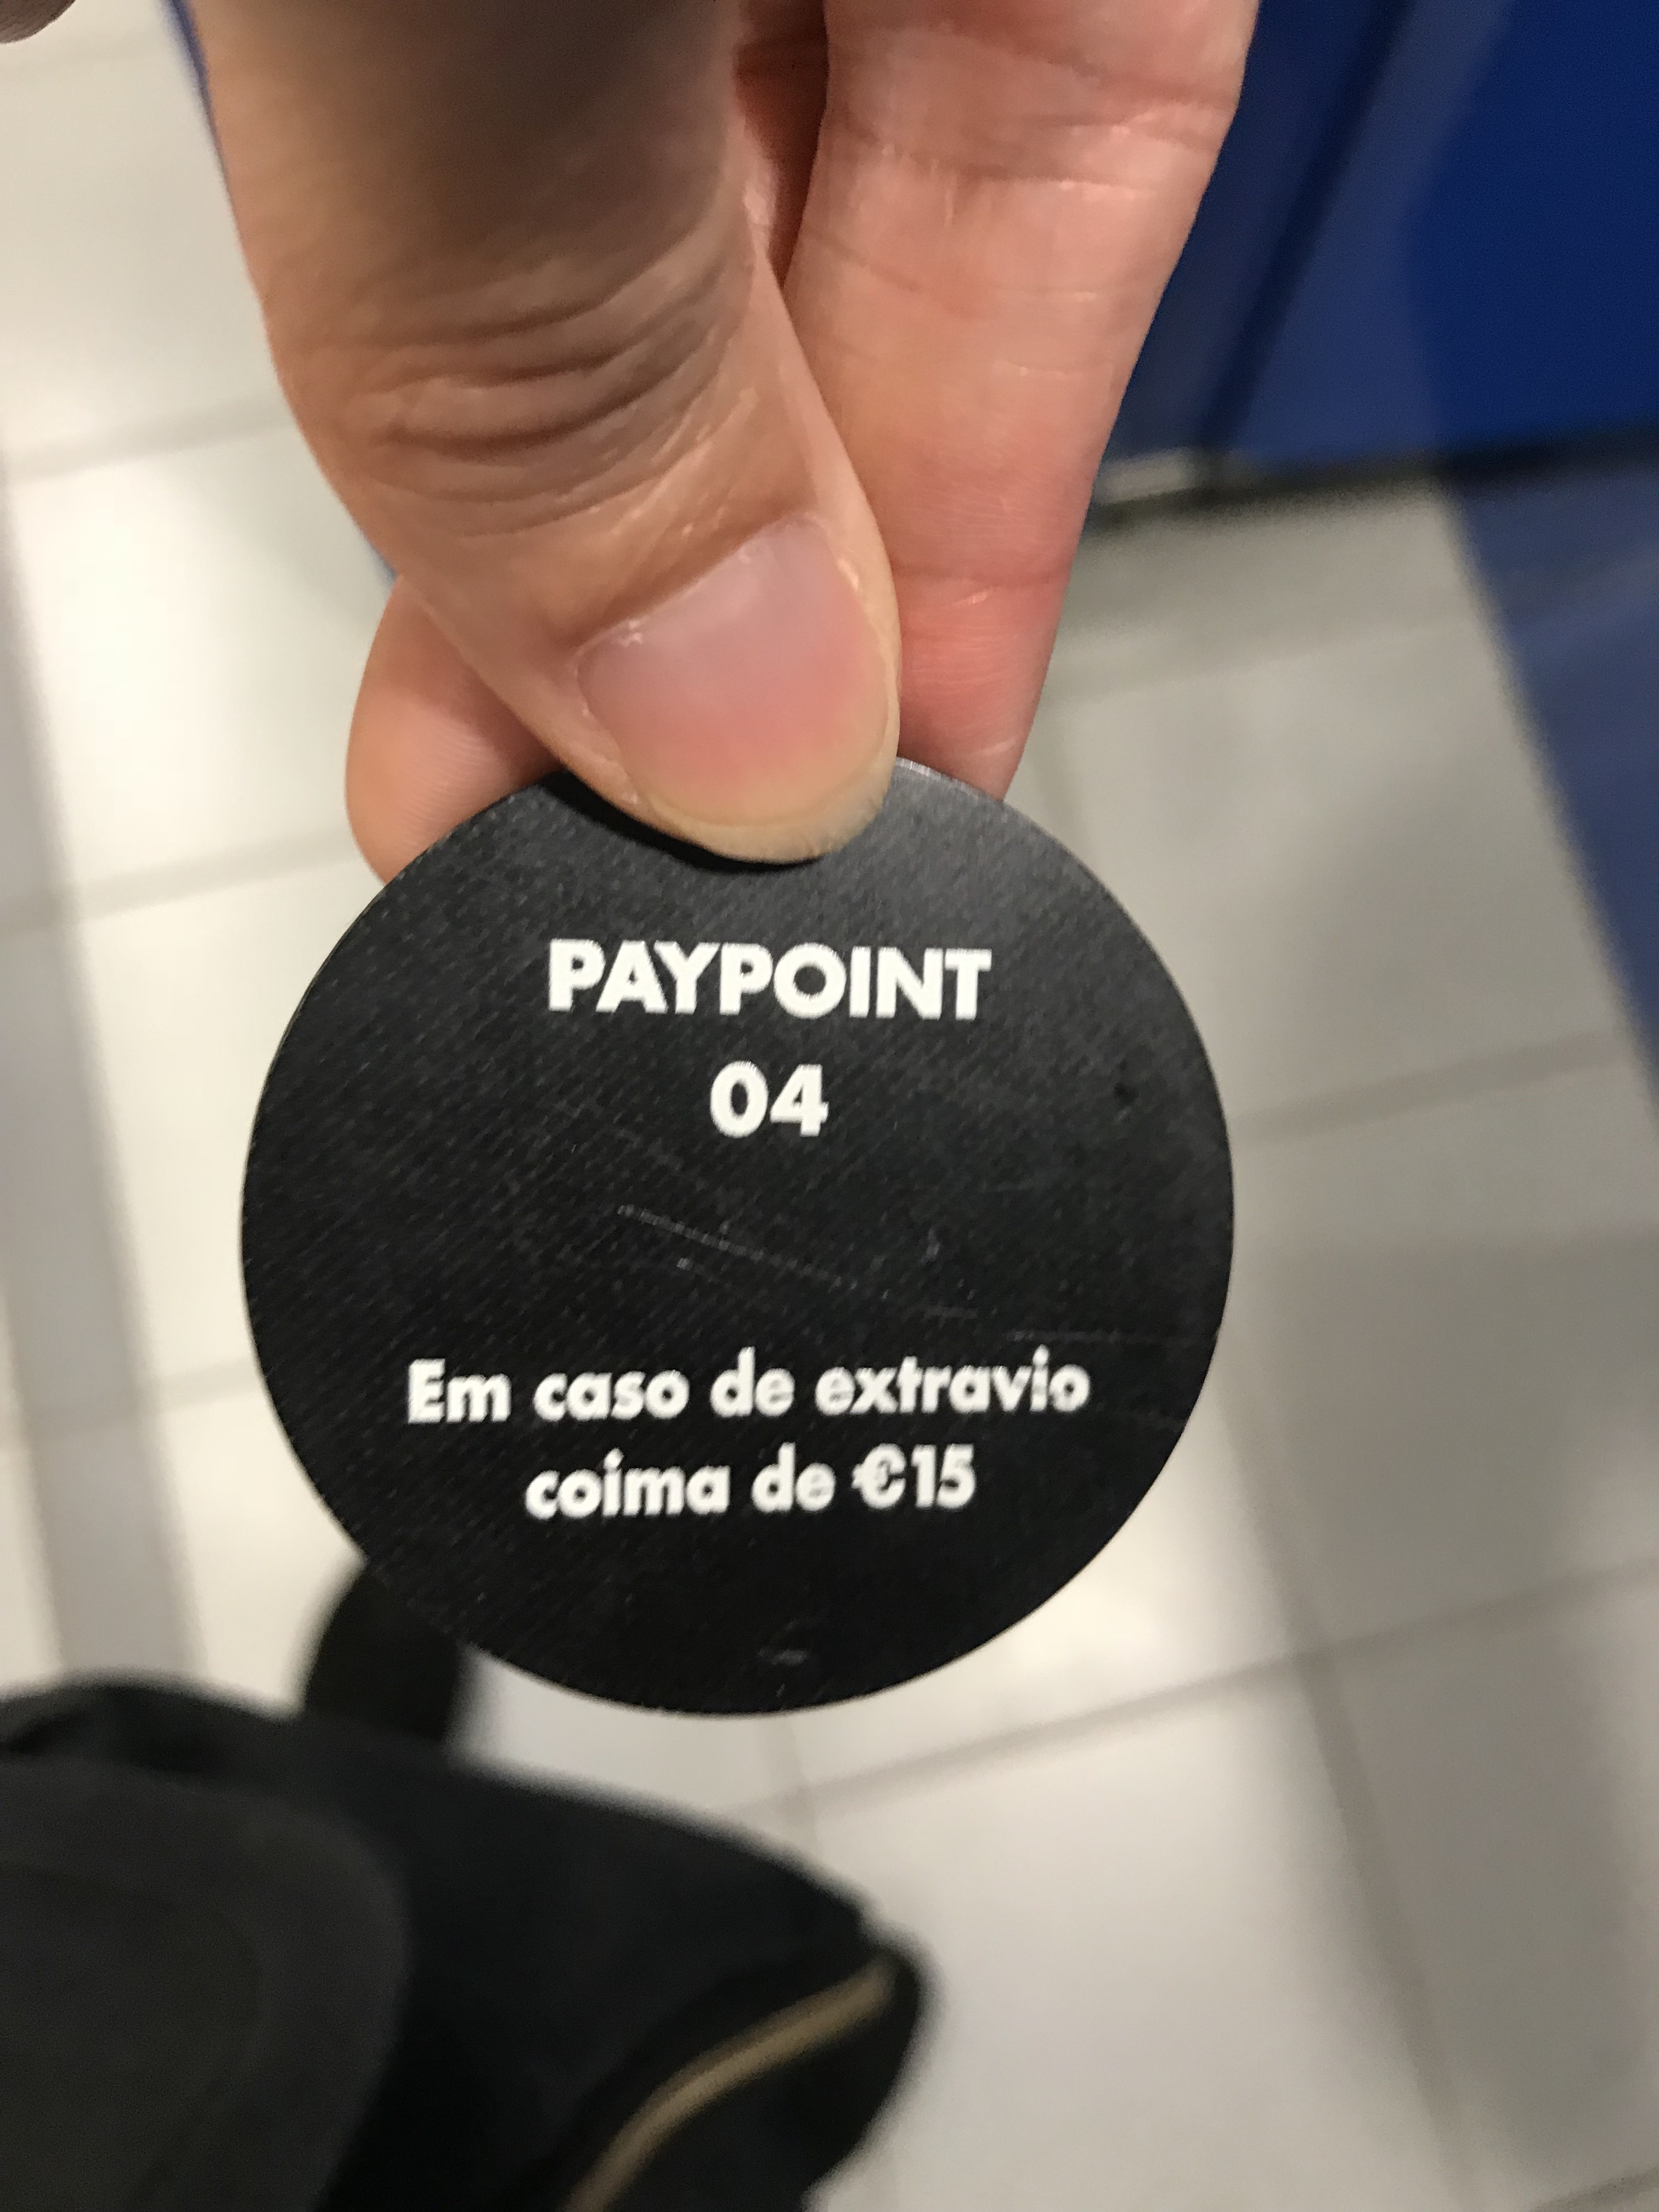 PAYPOINT
04
Em caso de extravio
coima de €15